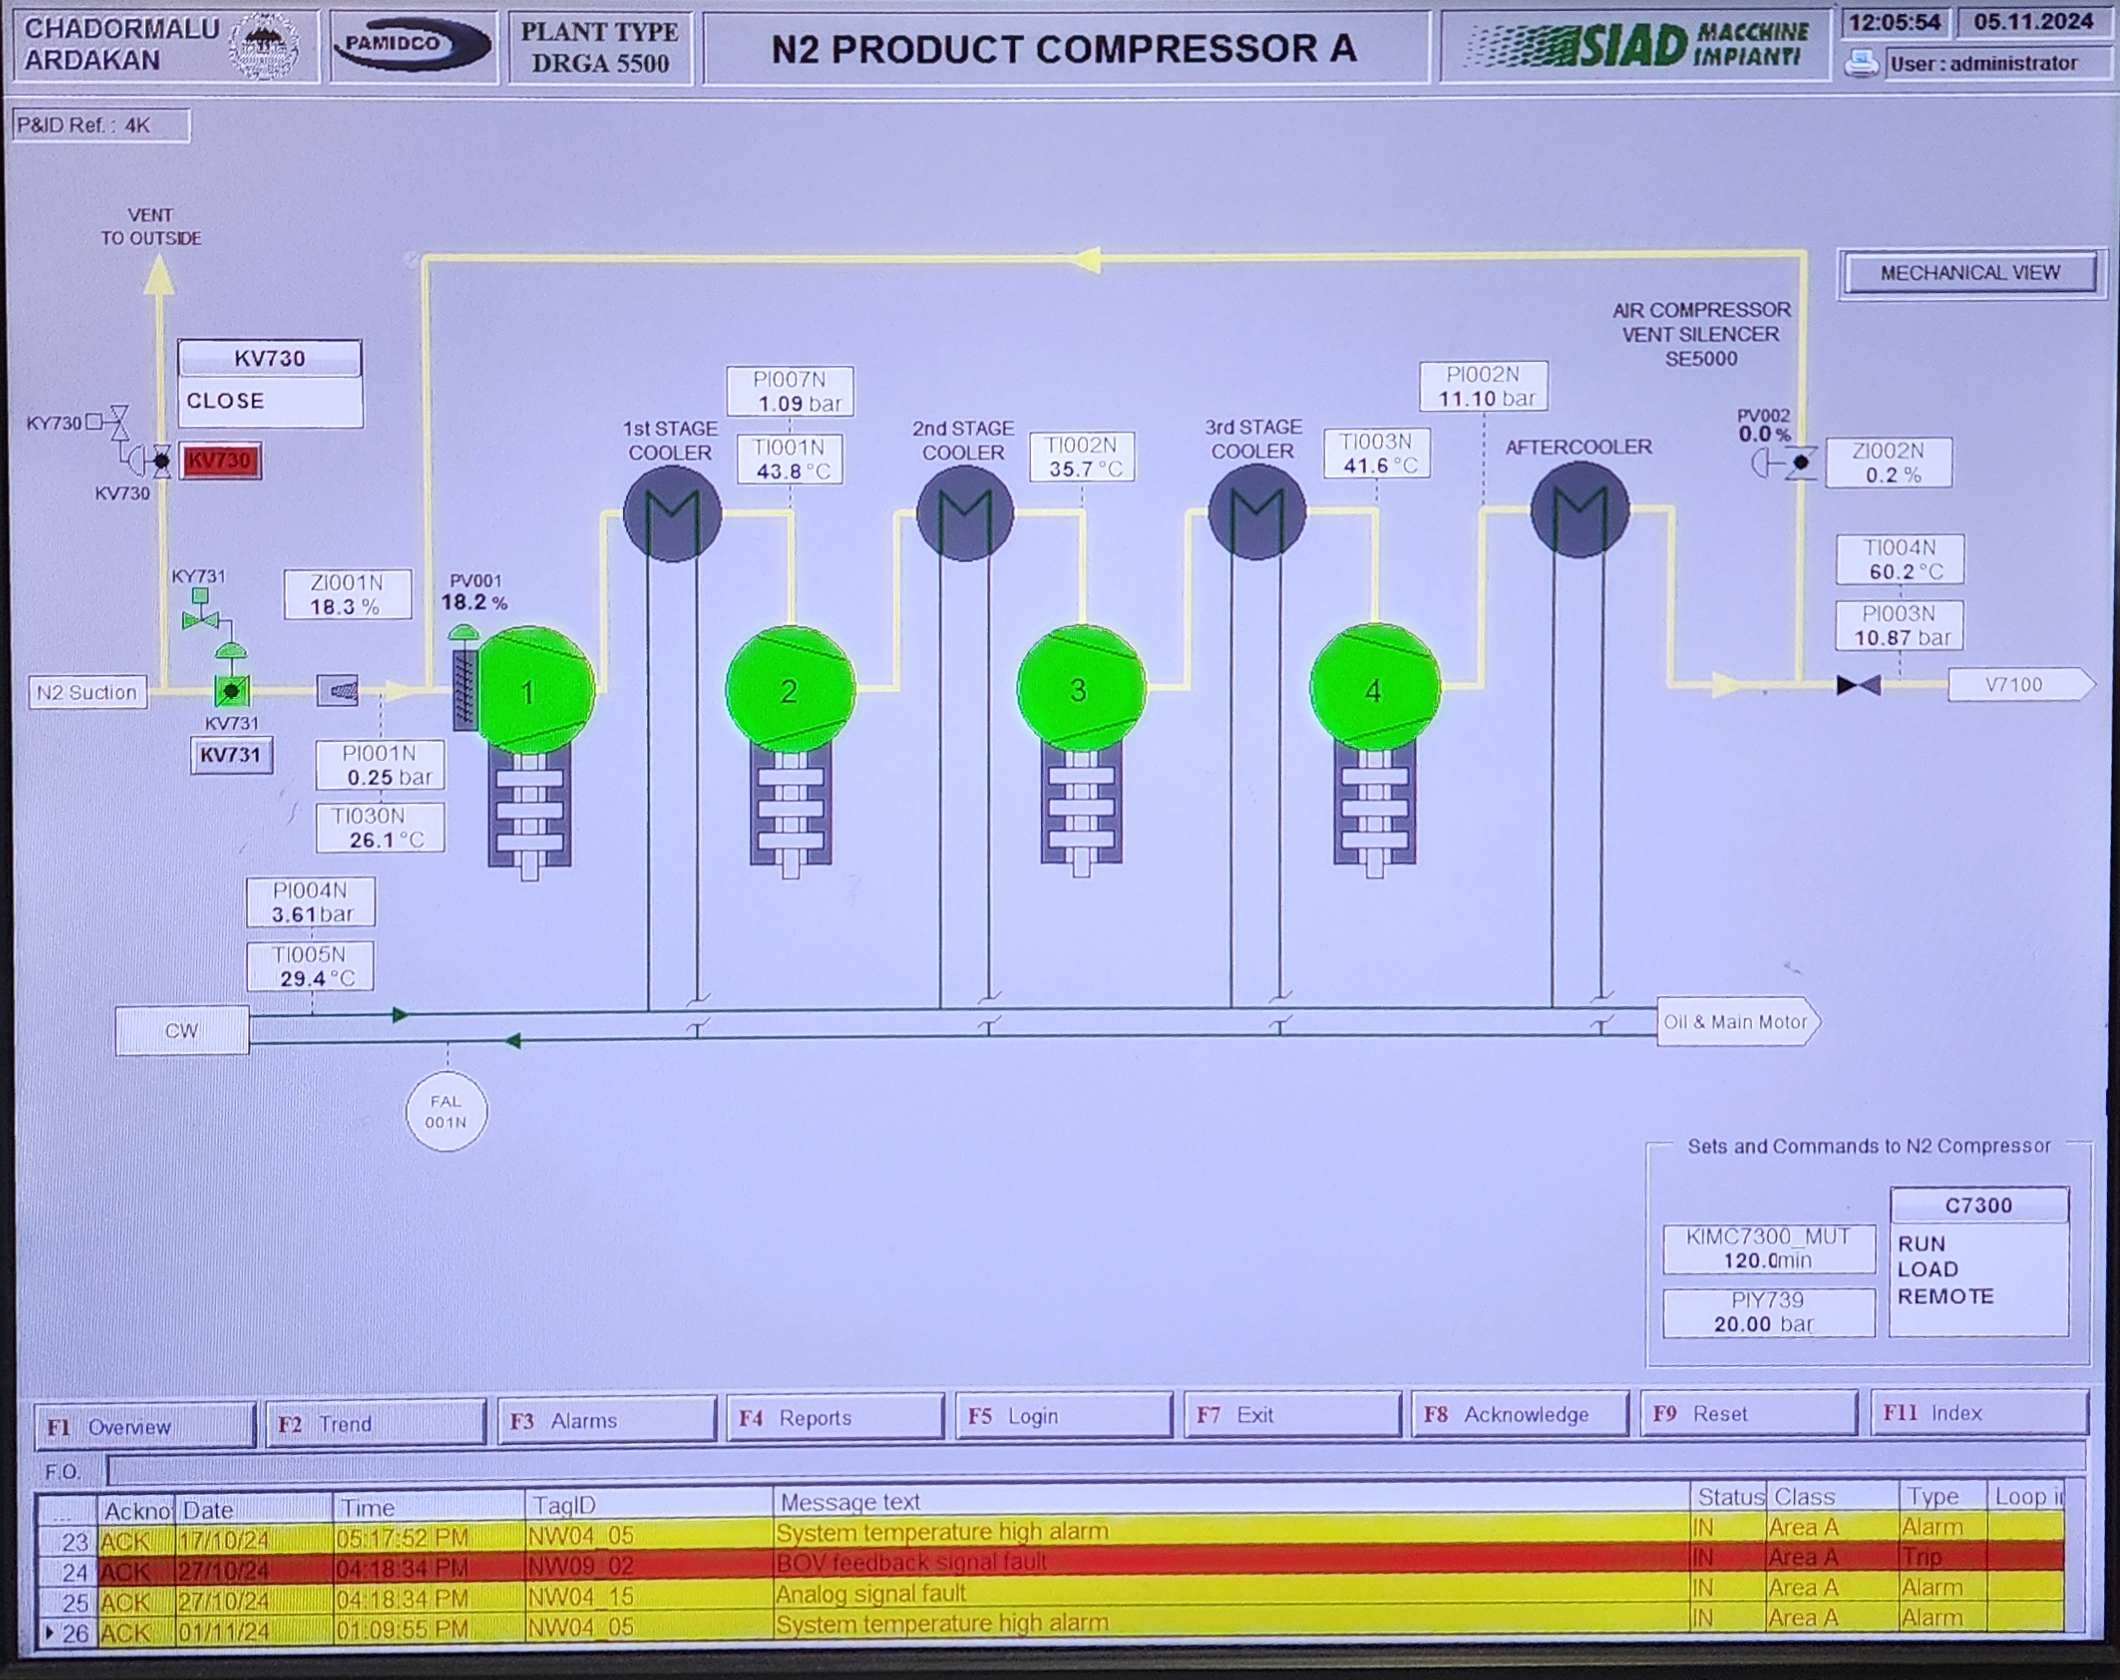 CHADORMALU
ARDAKAN
PAMIDCO
PLANT TYPE
DRGA 5500
N2 PRODUCT COMPRESSOR A
SIAD MACCHINE
IMPIANTI
12:05:54
05.11.2024
User : administrator
P&ID Ref. : 4K
VENT
TO OUTSIDE
MECHANICAL VIEW
AIR COMPRESSOR
VENT SILENCER
SE5000
KV730
CLOSE
KY730
KV730
KV730
1st STAGE
COOLER
PI007N
1.09 bar
TI001N
43.8 °C
2nd STAGE
COOLER
TI002N
35.7 °C
3rd STAGE
COOLER
TI003N
41.6 °C
PI002N
11.10 bar
AFTERCOOLER
PV002
0.0 %
ZI002N
0.2 %
TI004N
60.2 °C
PI003N
10.87 bar
KY731
ZI001N
18.3 %
PV001
18.2 %
N2 Suction
1
2
3
4
V7100
KV731
KV731
PI001N
0.25 bar
TI030N
26.1 °C
PI004N
3.61 bar
TI005N
29.4 °C
CW
Oil & Main Motor
FAL
001N
Sets and Commands to N2 Compressor
KIMC7300_MUT
120.0min
PIY739
20.00 bar
C7300
RUN
LOAD
REMOTE
F1 Overview
F2 Trend
F3 Alarms
F4 Reports
F5 Login
F7 Exit
F8 Acknowledge
F9 Reset
F11 Index
F.O.
... Ackno Date Time TagID Message text Status Class Type Loop i
23 ACK 17/10/24 05:17:52 PM NW04_05 System temperature high alarm IN Area A Alarm
24 ACK 27/10/24 04:18:34 PM NW09_02 BOV feedback signal fault IN Area A Trip
25 ACK 27/10/24 04:18:34 PM NW04_15 Analog signal fault IN Area A Alarm
26 ACK 01/11/24 01:09:55 PM NW04_05 System temperature high alarm IN Area A Alarm